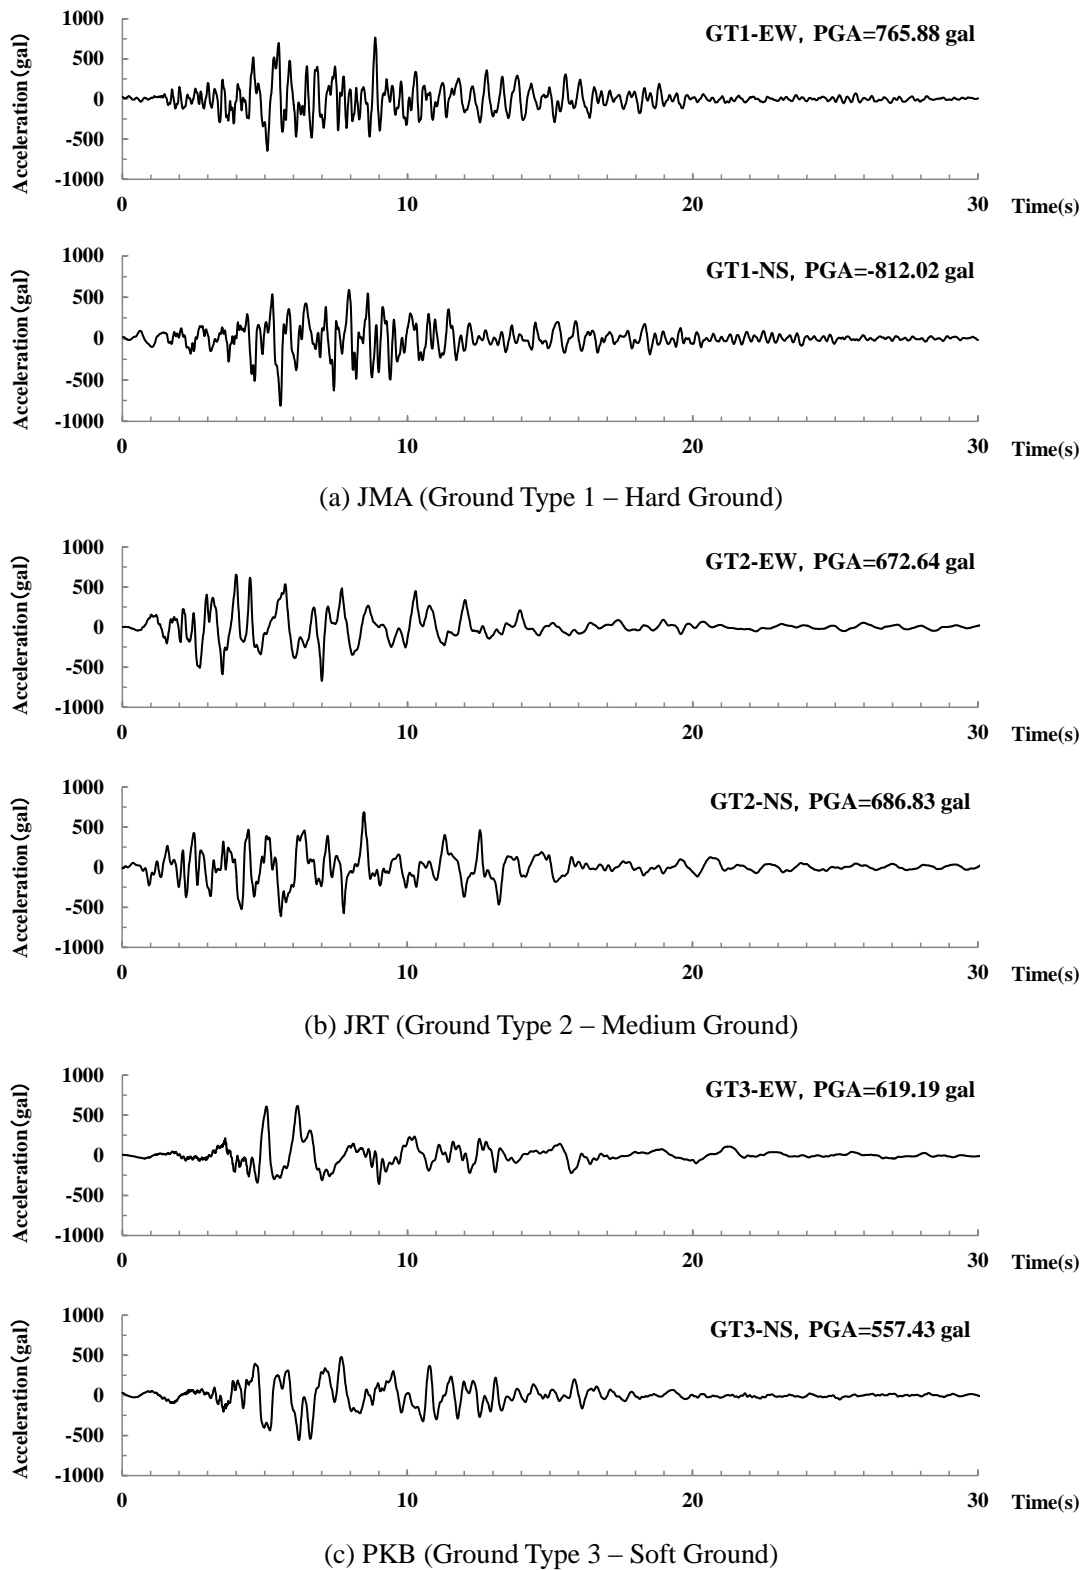 1000
GT1-EW, PGA=765.88 gal
500
0
-500
-1000
Acceleration(gal)
0 10 20 30 Time(s)
1000
GT1-NS, PGA=-812.02 gal
500
0
-500
-1000
Acceleration(gal)
0 10 20 30 Time(s)
(a) JMA (Ground Type 1 – Hard Ground)
1000
GT2-EW, PGA=672.64 gal
500
0
-500
-1000
Acceleration(gal)
0 10 20 30 Time(s)
1000
GT2-NS, PGA=686.83 gal
500
0
-500
-1000
Acceleration(gal)
0 10 20 30 Time(s)
(b) JRT (Ground Type 2 – Medium Ground)
1000
GT3-EW, PGA=619.19 gal
500
0
-500
-1000
Acceleration(gal)
0 10 20 30 Time(s)
1000
GT3-NS, PGA=557.43 gal
500
0
-500
-1000
Acceleration(gal)
0 10 20 30 Time(s)
(c) PKB (Ground Type 3 – Soft Ground)